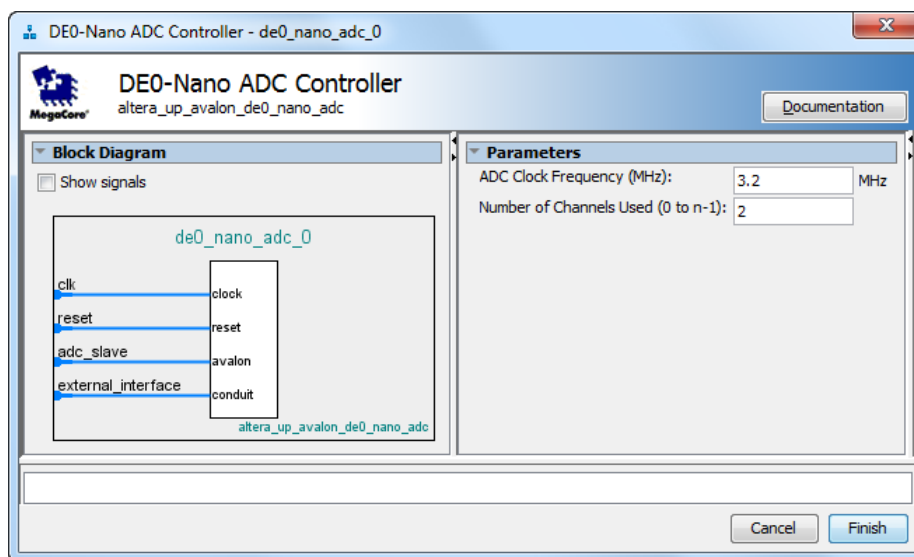 DE0-Nano ADC Controller - de0_nano_adc_0
X
DE0-Nano ADC Controller
altera_up_avalon_de0_nano_adc
MegaCore®
Documentation
Block Diagram
Show signals
de0_nano_adc_0
clk
clock
reset
reset
adc_slave
avalon
external_interface
conduit
altera_up_avalon_de0_nano_adc
Parameters
ADC Clock Frequency (MHz): 3.2 MHz
Number of Channels Used (0 to n-1): 2
Cancel
Finish